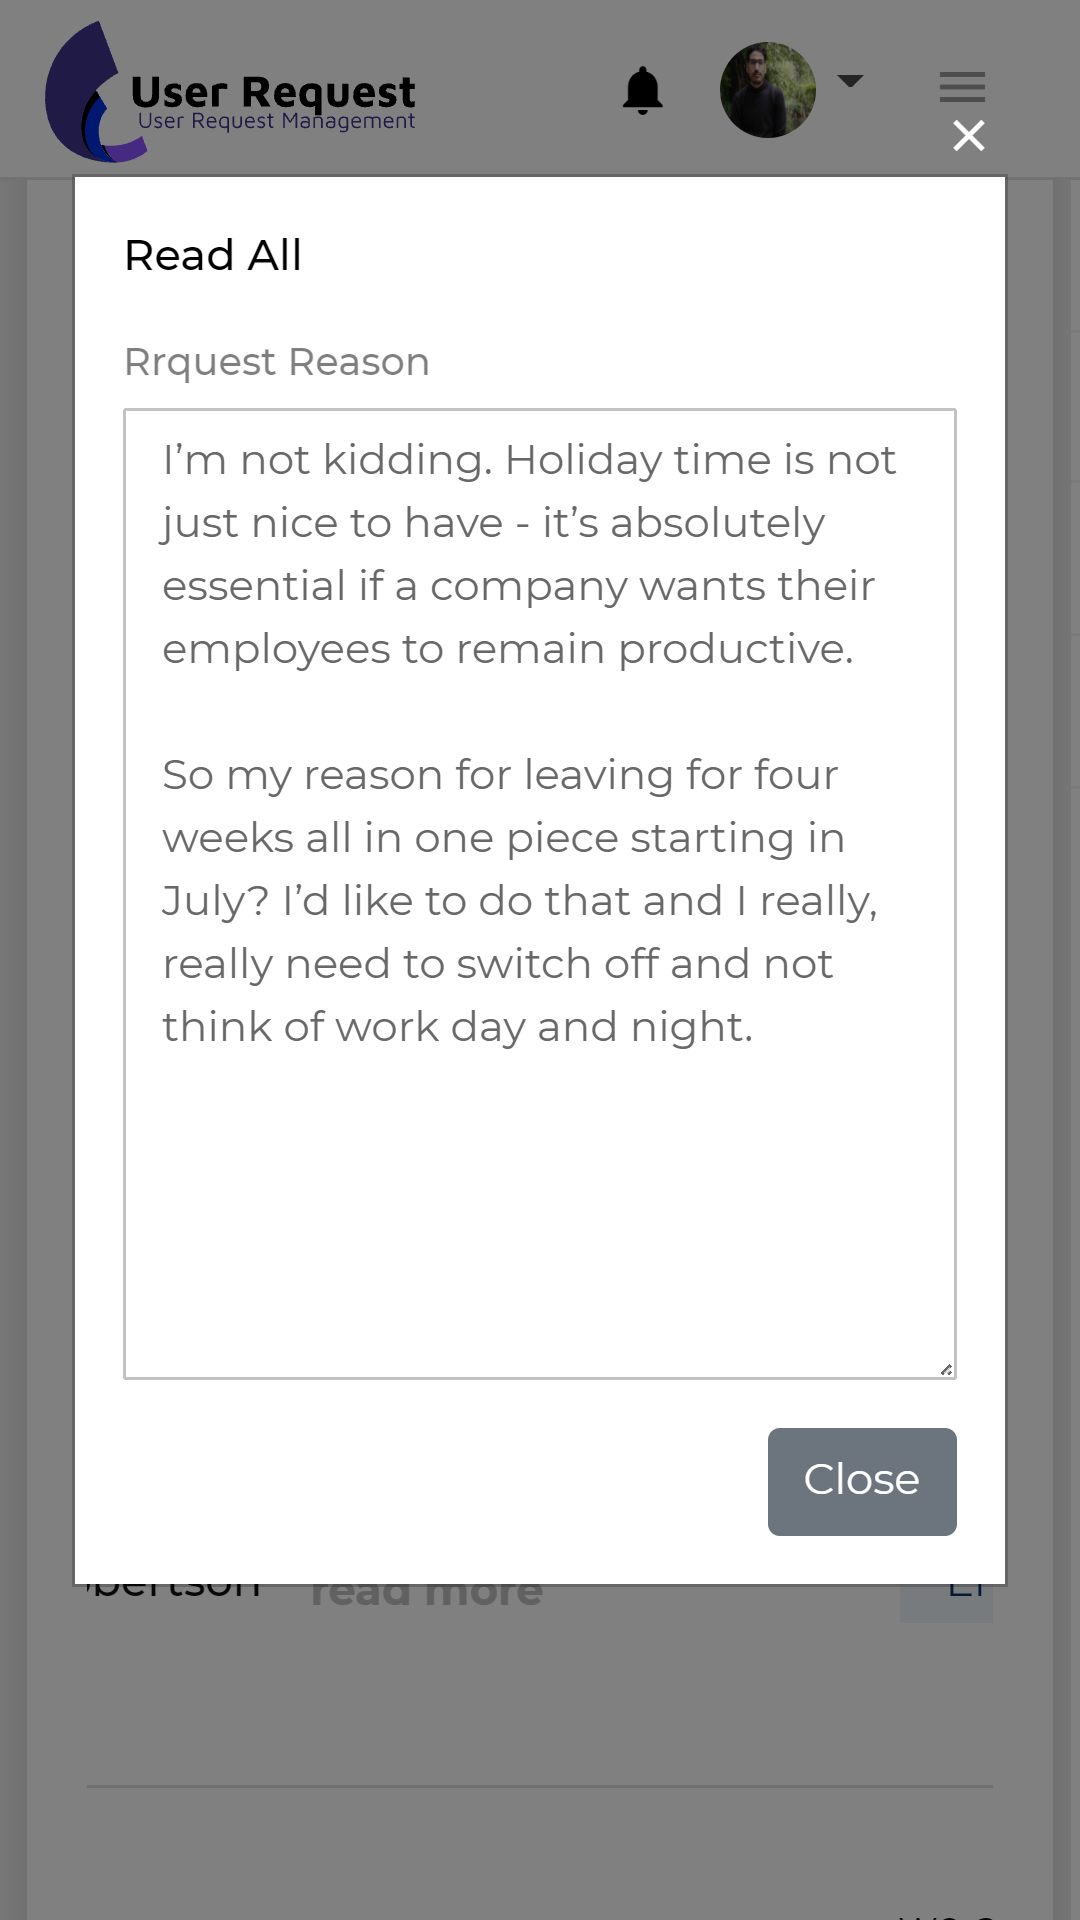 User Request
User Request Management
Read All
Rrquest Reason
I’m not kidding. Holiday time is not
just nice to have - it’s absolutely
essential if a company wants their
employees to remain productive.

So my reason for leaving for four
weeks all in one piece starting in
July? I’d like to do that and I really,
really need to switch off and not
think of work day and night.
Close
read more